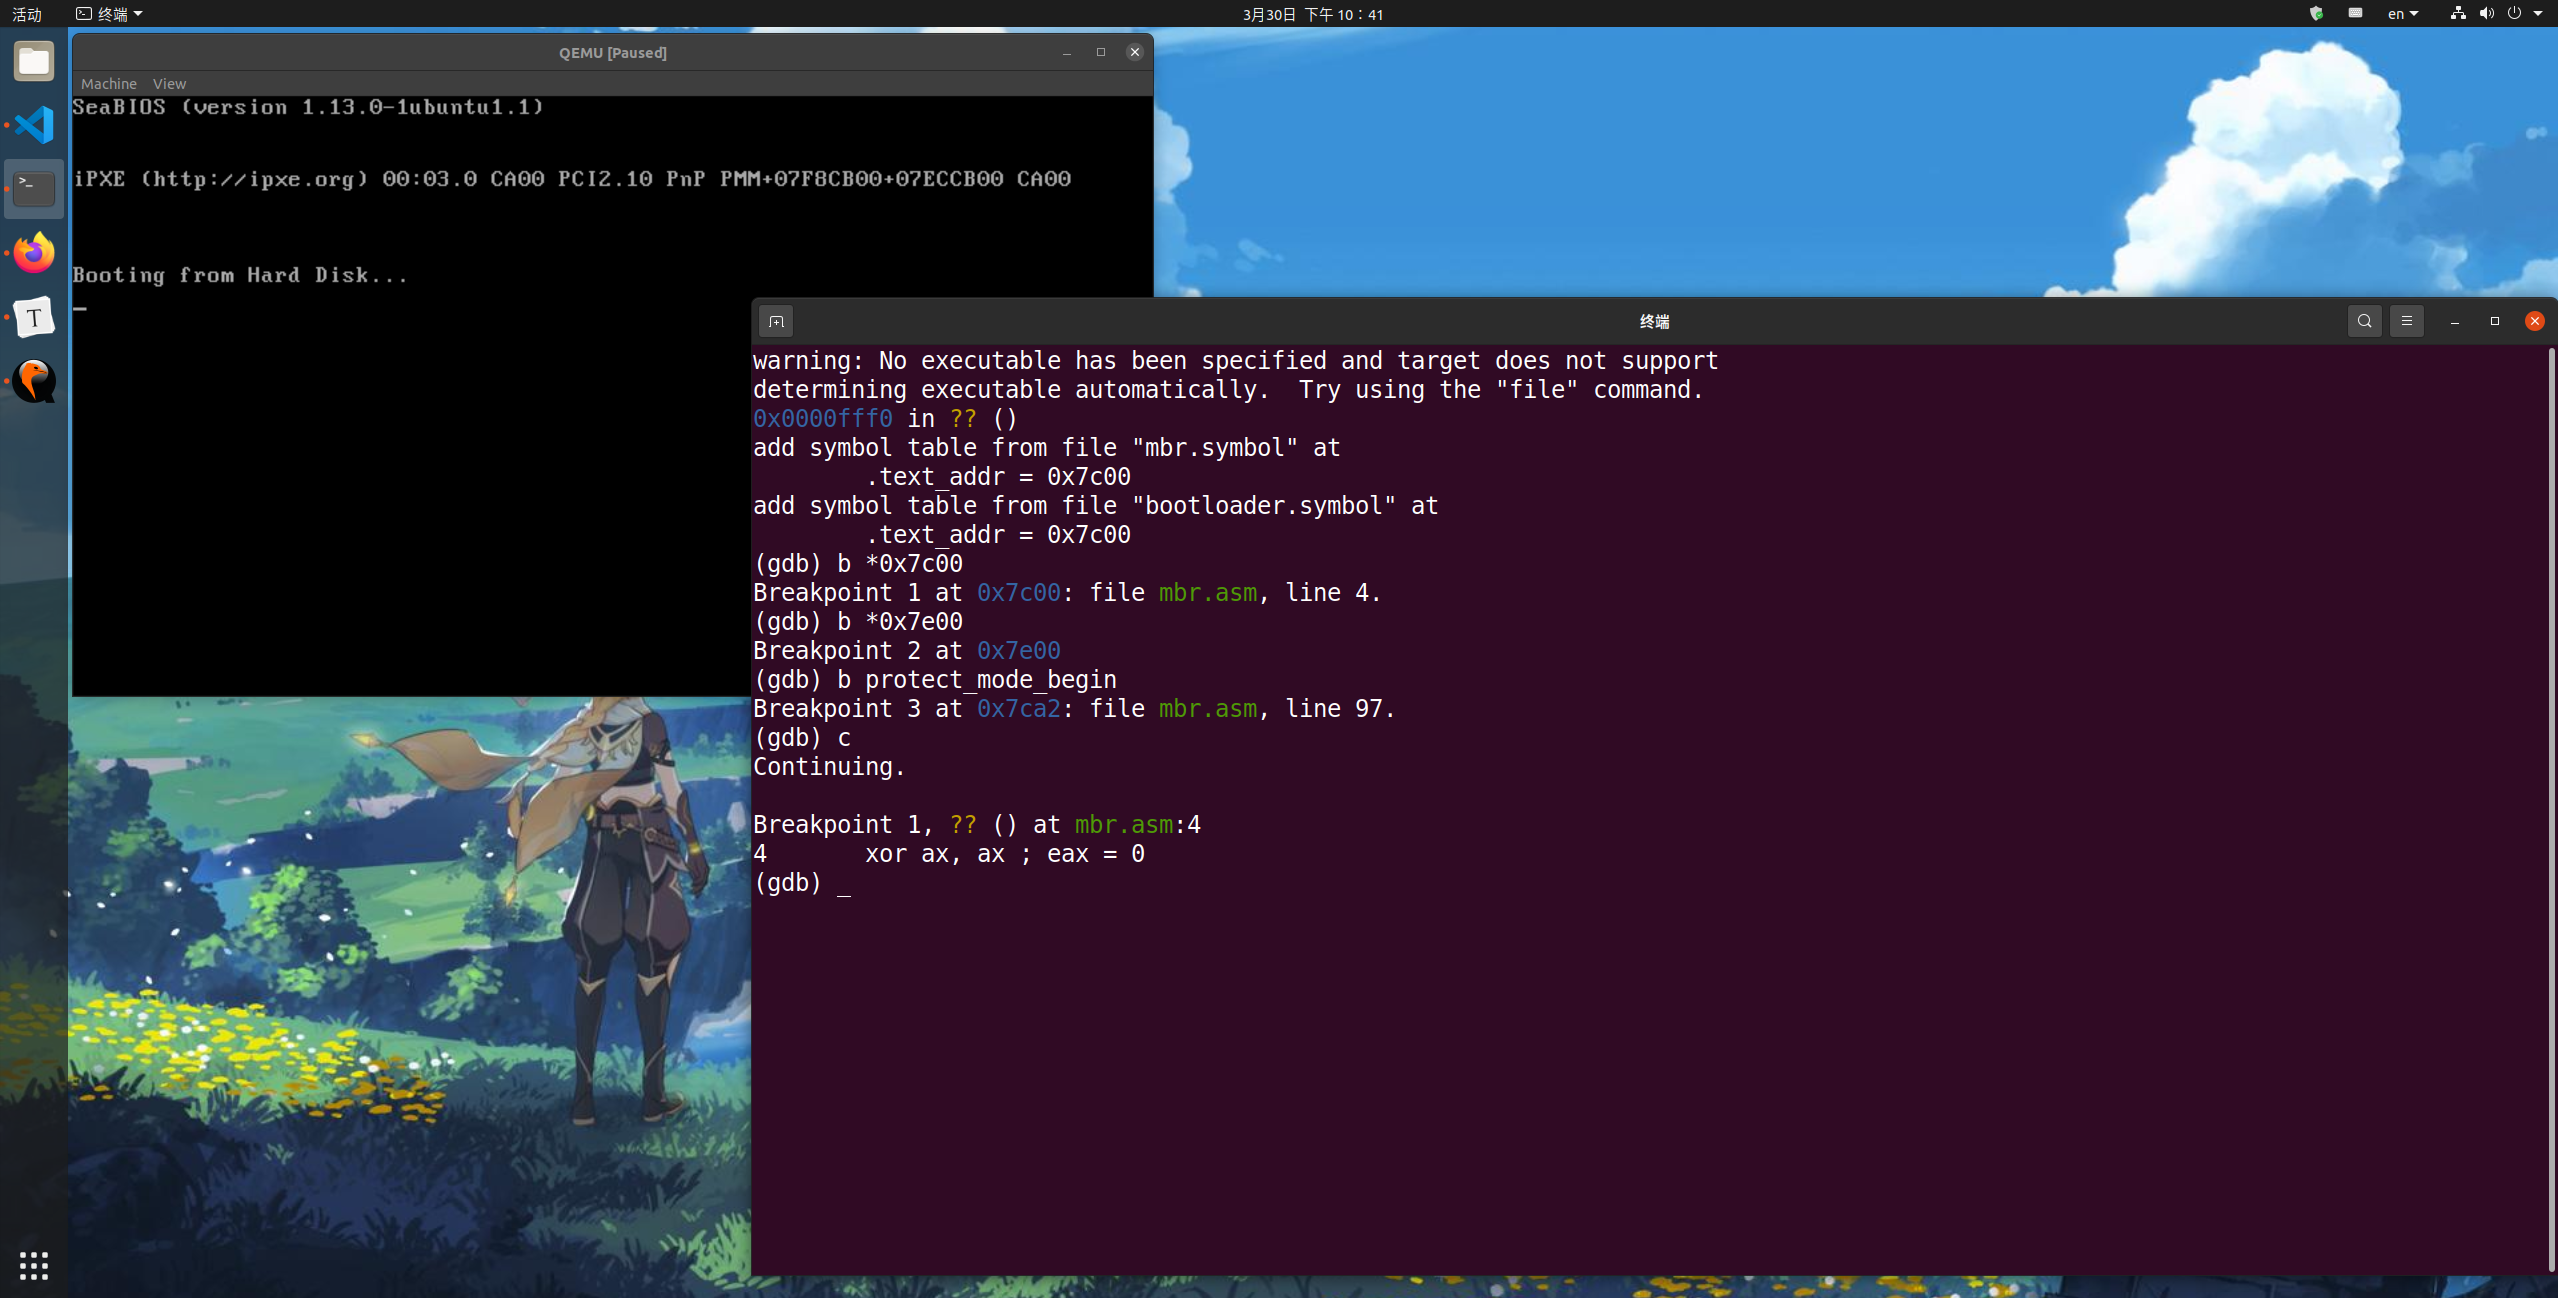 活动
终端
3月30日 下午 10：41
en
QEMU [Paused]
Machine View
SeaBIOS (version 1.13.0-1ubuntu1.1)
iPXE (http://ipxe.org) 00:03.0 CA00 PCI2.10 PnP PMM+07F8CB00+07ECCB00 CA00
Booting from Hard Disk...
_
终端
warning: No executable has been specified and target does not support
determining executable automatically.  Try using the "file" command.
0x0000fff0 in ?? ()
add symbol table from file "mbr.symbol" at
        .text_addr = 0x7c00
add symbol table from file "bootloader.symbol" at
        .text_addr = 0x7c00
(gdb) b *0x7c00
Breakpoint 1 at 0x7c00: file mbr.asm, line 4.
(gdb) b *0x7e00
Breakpoint 2 at 0x7e00
(gdb) b protect_mode_begin
Breakpoint 3 at 0x7ca2: file mbr.asm, line 97.
(gdb) c
Continuing.
Breakpoint 1, ?? () at mbr.asm:4
4       xor ax, ax ; eax = 0
(gdb) _